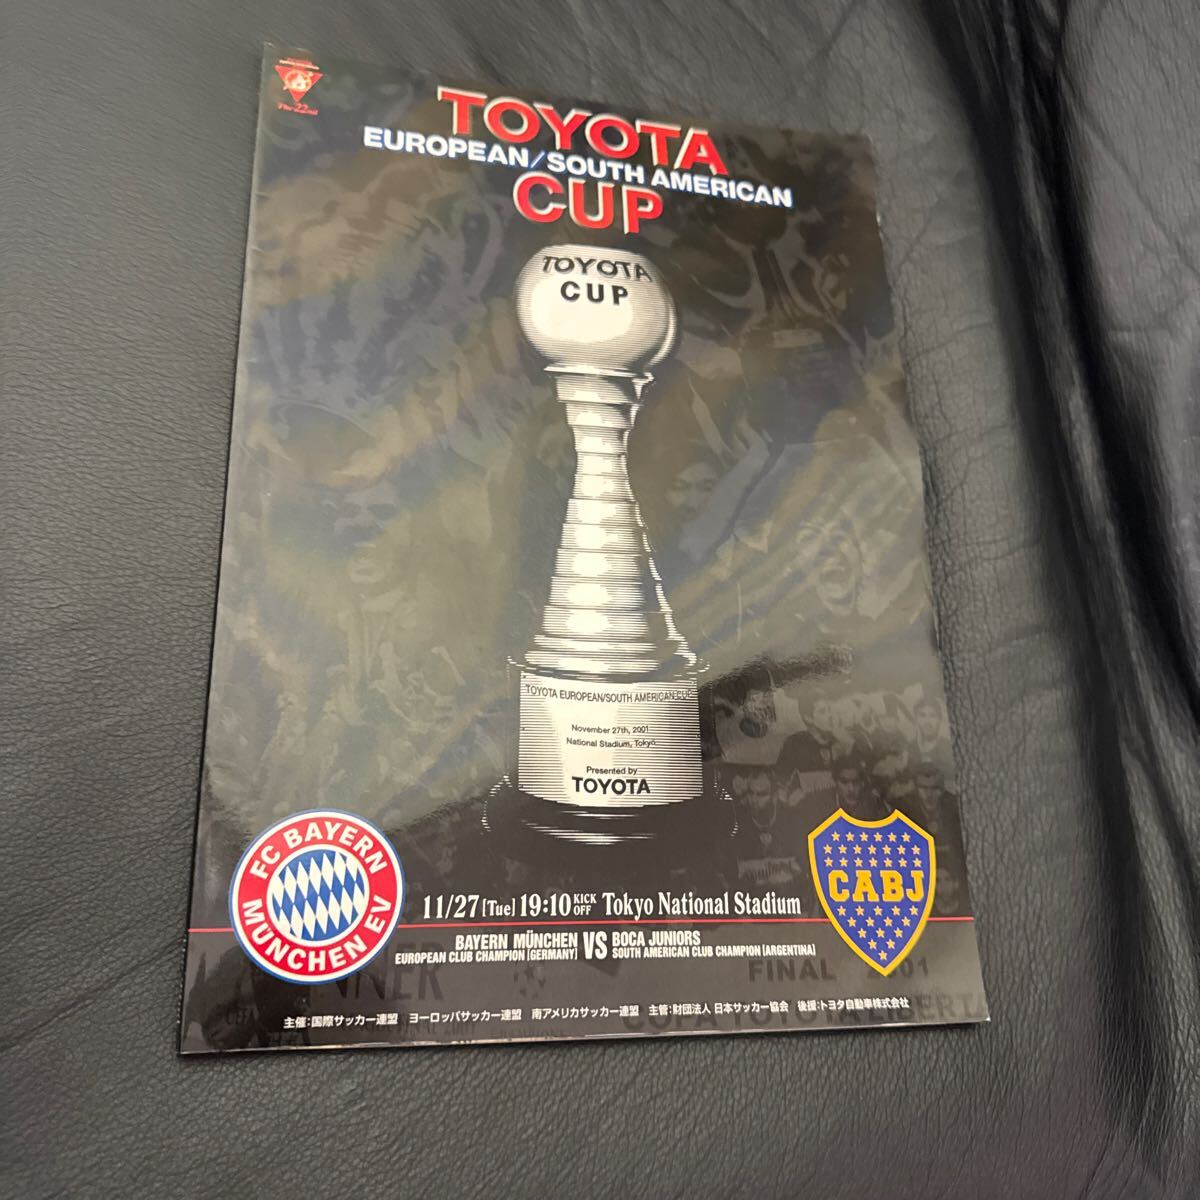 The 22nd
TOYOTA
EUROPEAN/SOUTH AMERICAN
CUP
TOYOTA
CUP
TOYOTA EUROPEAN/SOUTH AMERICAN CUP
November 27th, 2001
National Stadium, Tokyo
Presented by
TOYOTA
FC BAYERN
MÜNCHEN EV
CABJ
11/27[Tue] 19:10 KICK OFF Tokyo National Stadium
BAYERN MÜNCHEN VS BOCA JUNIORS
EUROPEAN CLUB CHAMPION [GERMANY] SOUTH AMERICAN CLUB CHAMPION [ARGENTINA]
FINAL
主催:国際サッカー連盟 ヨーロッパサッカー連盟 南アメリカサッカー連盟 主管:財団法人 日本サッカー協会 後援:トヨタ自動車株式会社